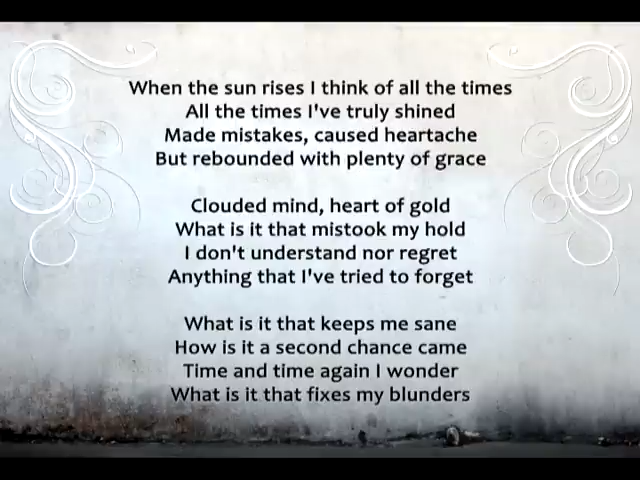 When the sun rises I think of all the times
All the times I've truly shined
Made mistakes, caused heartache
But rebounded with plenty of grace
Clouded mind, heart of gold
What is it that mistook my hold
I don't understand nor regret
Anything that I've tried to forget
What is it that keeps me sane
How is it a second chance came
Time and time again I wonder
What is it that fixes my blunders